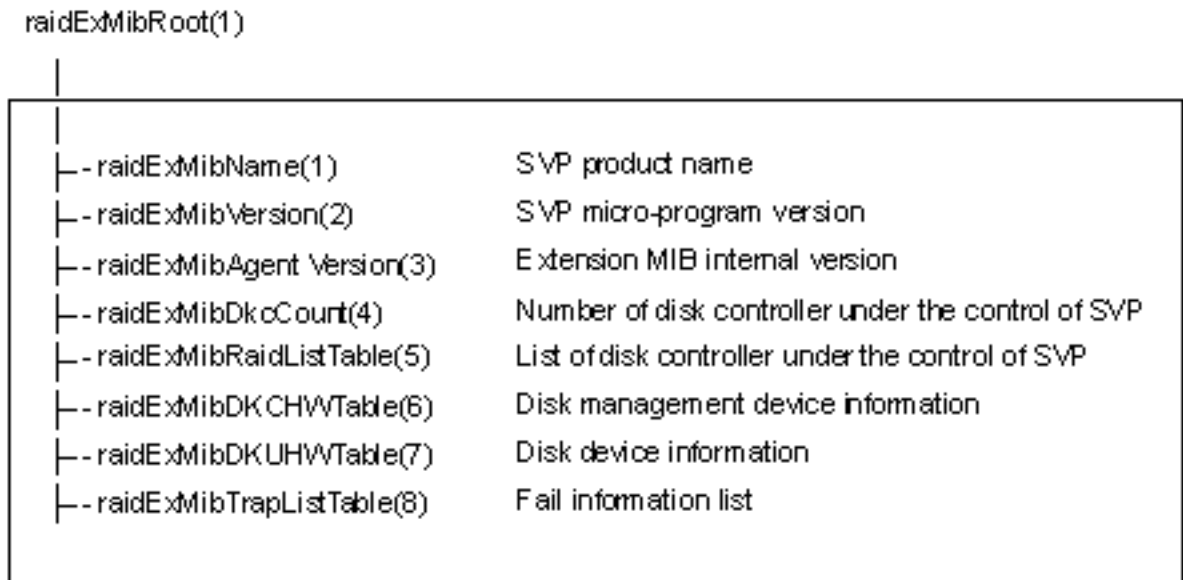 raidExMibRoot(1)
raidExMibName(1) SVP product name
raidExMibVersion(2) SVP micro-program version
raidExMibAgent Version(3) Extension MIB internal version
raidExMibDkcCount(4) Number of disk controller under the control of SVP
raidExMibRaidListTable(5) List of disk controller under the control of SVP
raidExMibDKCHWTable(6) Disk management device information
raidExMibDKUHWTable(7) Disk device information
raidExMibTrapListTable(8) Fail information list